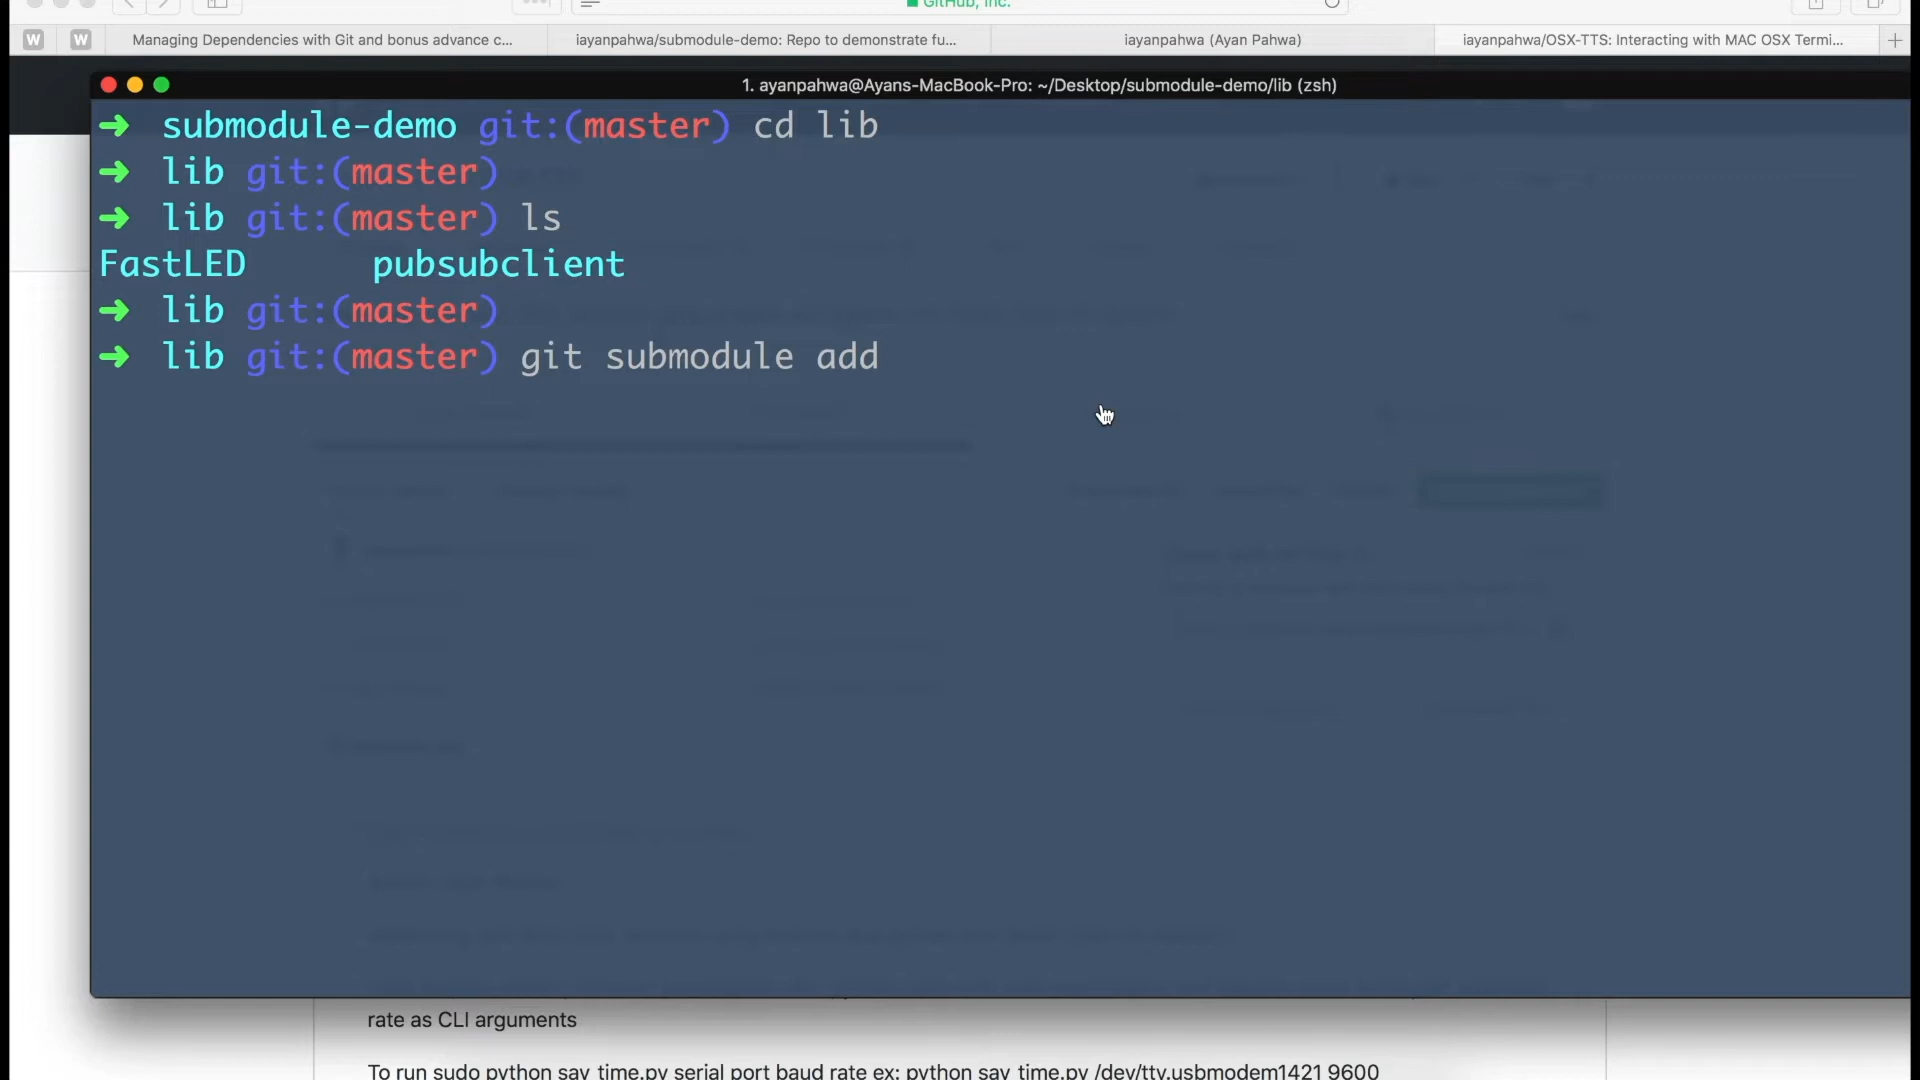 GitHub, Inc.
W W Managing Dependencies with Git and bonus advance c... iayanpahwa/submodule-demo: Repo to demonstrate fu... iayanpahwa (Ayan Pahwa) iayanpahwa/OSX-TTS: Interacting with MAC OSX Termi...
1. ayanpahwa@Ayans-MacBook-Pro: ~/Desktop/submodule-demo/lib (zsh)
➜ submodule-demo git:(master) cd lib
➜ lib git:(master)
➜ lib git:(master) ls
FastLED pubsubclient
➜ lib git:(master)
➜ lib git:(master) git submodule add
rate as CLI arguments
To run sudo python say_time.py serial port baud rate ex: python say_time.py /dev/tty.usbmodem1421 9600